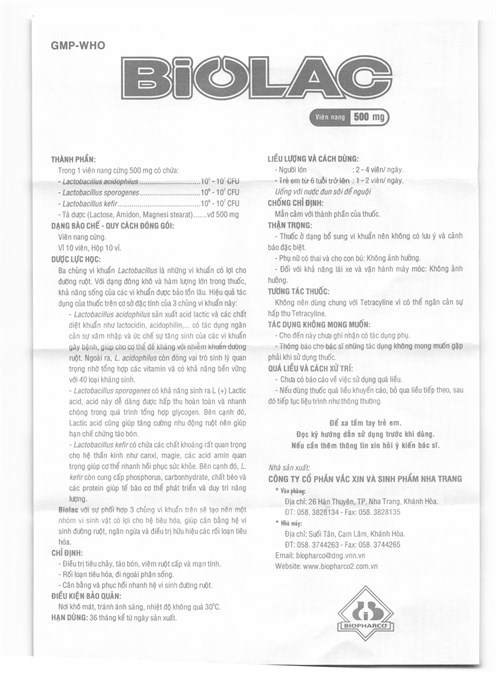 GMP-WHO
BiOLAC
Viên nang 500 mg
THÀNH PHẦN:
Trong 1 viên nang cứng 500 mg có chứa:
- Lactobacillus acidophilus ........................ 10⁵ - 10⁷ CFU
- Lactobacillus sporogenes ........................ 10⁶ - 10⁷ CFU
- Lactobacillus kefir ........................ 10⁶ - 10⁷ CFU
- Tá dược (Lactose, Amidon, Magnesi stearat)......vđ 500 mg
DẠNG BÀO CHẾ - QUY CÁCH ĐÓNG GÓI:
Viên nang cứng.
Vỉ 10 viên, Hộp 10 vỉ.
DƯỢC LỰC HỌC:
Ba chủng vi khuẩn Lactobacillus là những vi khuẩn có lợi cho
đường ruột. Với dạng đông khô và hàm lượng lớn trong thuốc,
khả năng sống của các vi khuẩn được bảo tồn lâu. Hiệu quả tác
dụng của thuốc trên cơ sở đặc tính của 3 chủng vi khuẩn này:
- Lactobacillus acidophilus sản xuất acid lactic và các chất
diệt khuẩn như lactocidin, acidophilin,... có tác dụng ngăn
cản sự xâm nhập và ức chế sự tăng sinh của các vi khuẩn
gây bệnh, giúp cho cơ thể đề kháng với nhiễm khuẩn đường
ruột. Ngoài ra, L. acidophilus còn đóng vai trò sinh lý quan
trọng nhờ tổng hợp các vitamin và có khả năng bền vững
với 40 loại kháng sinh.
- Lactobacillus sporogenes có khả năng sinh ra L (+) Lactic
acid, acid này dễ dàng được hấp thu hoàn toàn và nhanh
chóng trong quá trình tổng hợp glycogen. Bên cạnh đó,
Lactic acid cũng giúp tăng cường nhu động ruột nên giúp
hạn chế chứng táo bón.
- Lactobacillus kefir có chứa các chất khoáng rất quan trọng
cho hệ thần kinh như canxi, magie, các acid amin quan
trọng giúp cơ thể nhanh hồi phục sức khỏe. Bên cạnh đó, L.
kefir còn cung cấp phosphorus, carbonhydrate, chất béo và
các protein giúp tế bào cơ thể phát triển và duy trì năng
lượng.
Biolac với sự phối hợp 3 chủng vi khuẩn trên sẽ tạo nên một
nhóm vi sinh vật có lợi cho hệ tiêu hóa, giúp cân bằng hệ vi
sinh đường ruột, ngăn ngừa và điều trị hữu hiệu các rối loạn tiêu
hóa.
CHỈ ĐỊNH:
- Điều trị tiêu chảy, táo bón, viêm ruột cấp và mạn tính.
- Rối loạn tiêu hóa, đi ngoài phân sống.
- Cân bằng và phục hồi nhanh hệ vi sinh đường ruột.
ĐIỀU KIỆN BẢO QUẢN:
Nơi khô mát, tránh ánh sáng, nhiệt độ không quá 30⁰C.
HẠN DÙNG: 36 tháng kể từ ngày sản xuất.
LIỀU LƯỢNG VÀ CÁCH DÙNG:
- Người lớn : 2 - 4 viên/ ngày.
- Trẻ em từ 6 tuổi trở lên : 1 - 2 viên/ ngày.
Uống với nước đun sôi để nguội
CHỐNG CHỈ ĐỊNH:
Mẫn cảm với thành phần của thuốc.
THẬN TRỌNG:
- Thuốc ở dạng bổ sung vi khuẩn nên không có lưu ý và cảnh
báo đặc biệt.
- Phụ nữ có thai và cho con bú: Không ảnh hưởng.
- Đối với khả năng lái xe và vận hành máy móc: Không ảnh
hưởng.
TƯƠNG TÁC THUỐC:
Không nên dùng chung với Tetracyline vì có thể ngăn cản sự
hấp thu Tetracyline.
TÁC DỤNG KHÔNG MONG MUỐN:
- Cho đến nay chưa ghi nhận có tác dụng phụ.
- Thông báo cho bác sĩ những tác dụng không mong muốn gặp
phải khi sử dụng thuốc.
QUÁ LIỀU VÀ CÁCH XỬ TRÍ:
- Chưa có báo cáo về việc sử dụng quá liều.
- Nếu dùng thuốc quá liều khuyến cáo, bỏ qua liều tiếp theo, sau
đó tiếp tục liệu trình như thông thường.
Để xa tầm tay trẻ em.
Đọc kỹ hướng dẫn sử dụng trước khi dùng.
Nếu cần thêm thông tin xin hỏi ý kiến bác sĩ.
Nhà sản xuất:
CÔNG TY CỔ PHẦN VẮC XIN VÀ SINH PHẨM NHA TRANG
* Văn phòng:
Địa chỉ: 26 Hàn Thuyên, TP. Nha Trang, Khánh Hòa.
ĐT: 058. 3828134 - Fax: 058. 3828135
* Nhà máy:
Địa chỉ: Suối Tân, Cam Lâm, Khánh Hòa.
ĐT: 058. 3744263 - Fax: 058. 3744265
Email: biopharco@dng.vnn.vn
Website: www.biopharco2.com.vn
BIOPHARCO